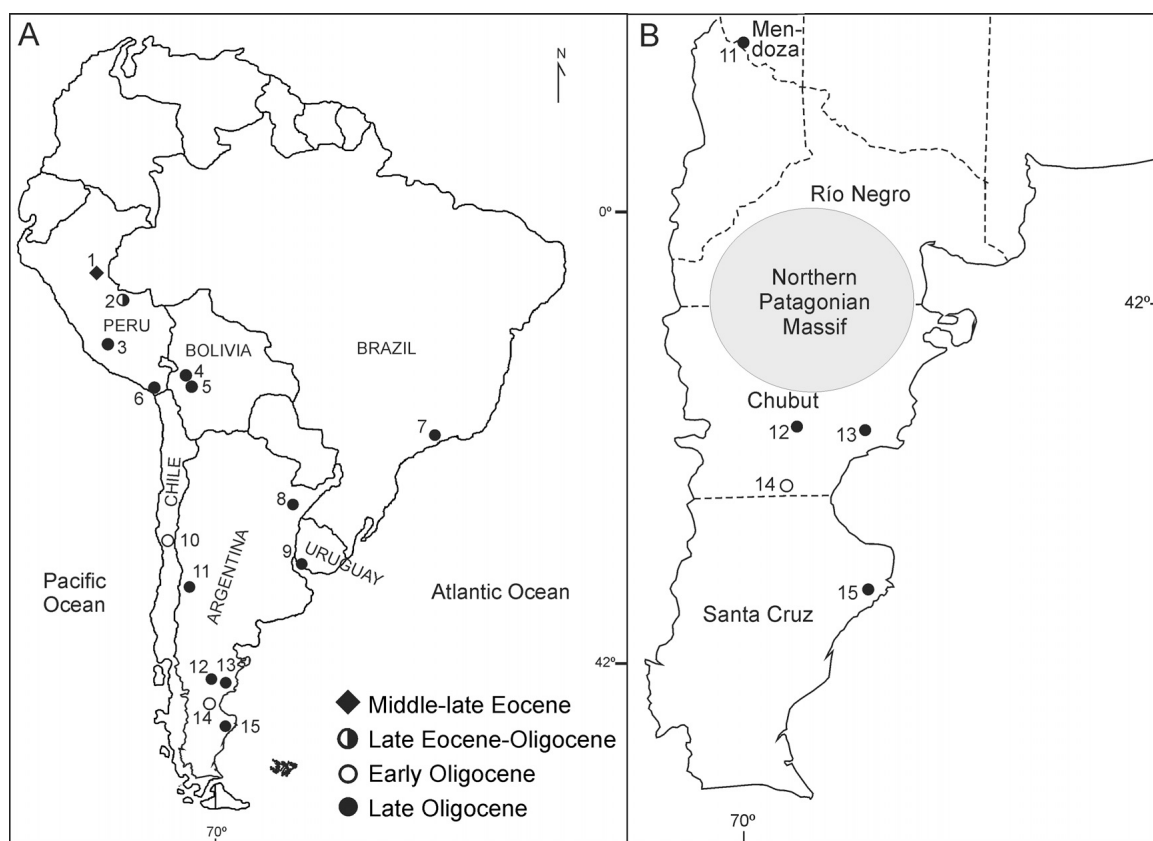 A
N
0º
1
2
PERU
3
BOLIVIA
4
5
6
BRAZIL
7
CHILE
8
9
URUGUAY
10
11
ARGENTINA
Pacific
Ocean
Atlantic Ocean
42º
12
13
14
15
Middle-late Eocene
Late Eocene-Oligocene
Early Oligocene
Late Oligocene
70º
B
Men-
doza
11
Río Negro
Northern
Patagonian
Massif
42º
Chubut
12
13
14
15
Santa Cruz
70º